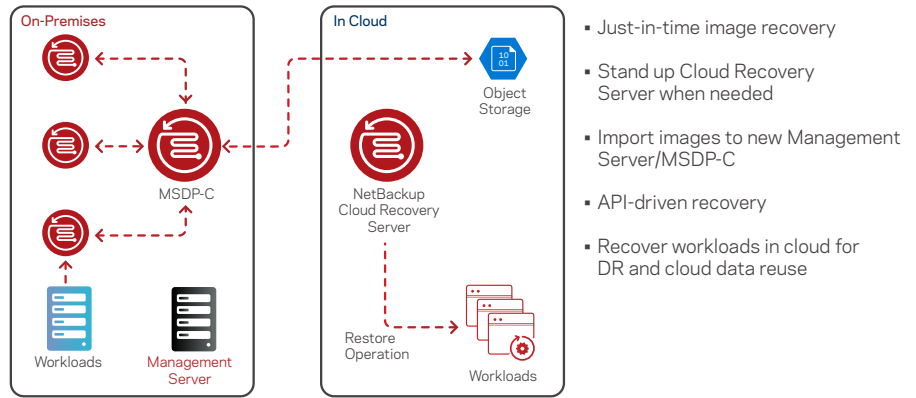 On-Premises
MSDP-C
Workloads
Management
Server
In Cloud
10
01
Object
Storage
NetBackup
Cloud Recovery
Server
Restore
Operation
Workloads
▪ Just-in-time image recovery
▪ Stand up Cloud Recovery
Server when needed
▪ Import images to new Management
Server/MSDP-C
▪ API-driven recovery
▪ Recover workloads in cloud for
DR and cloud data reuse